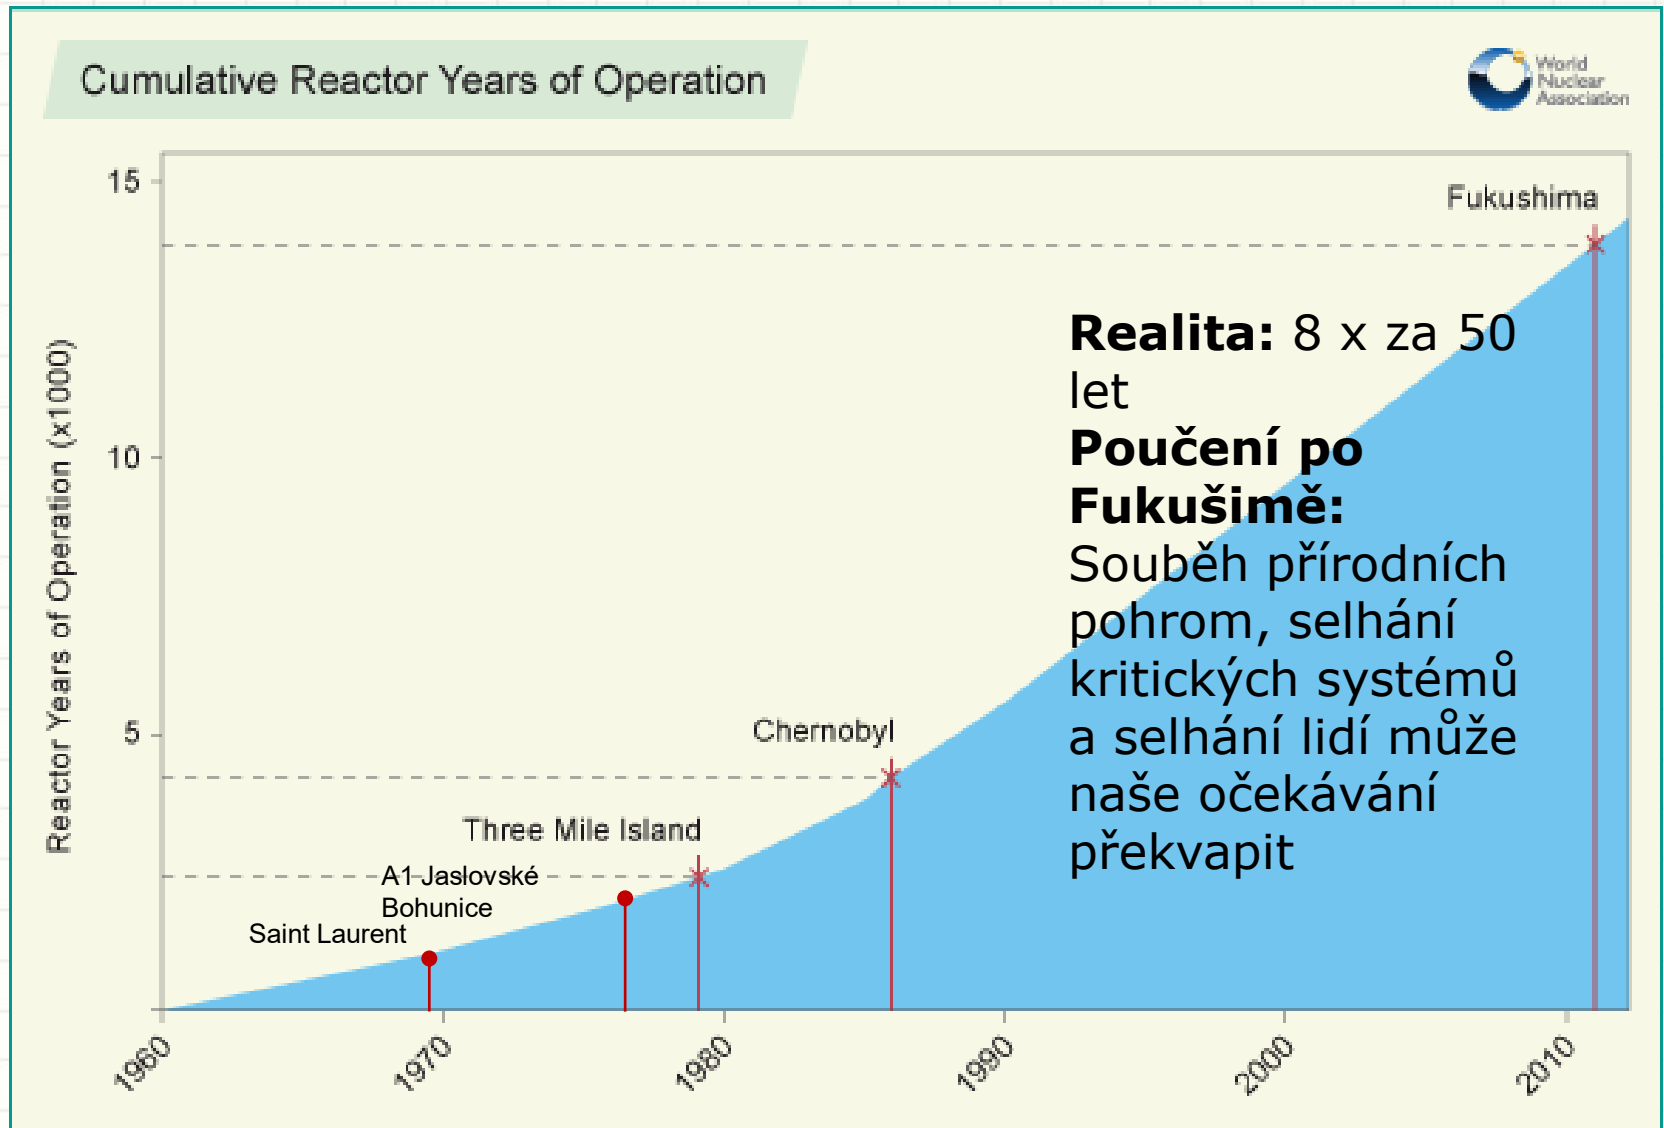 Cumulative Reactor Years of Operation
World
Nuclear
Association
Reactor Years of Operation (x1000)
15
10
5
Fukushima
Chernobyl
Three Mile Island
A1 Jaslovské
Bohunice
Saint Laurent
Realita: 8 x za 50
let
Poučení po
Fukušimě:
Souběh přírodních
pohrom, selhání
kritických systémů
a selhání lidí může
naše očekávání
překvapit
1960
1970
1980
1990
2000
2010